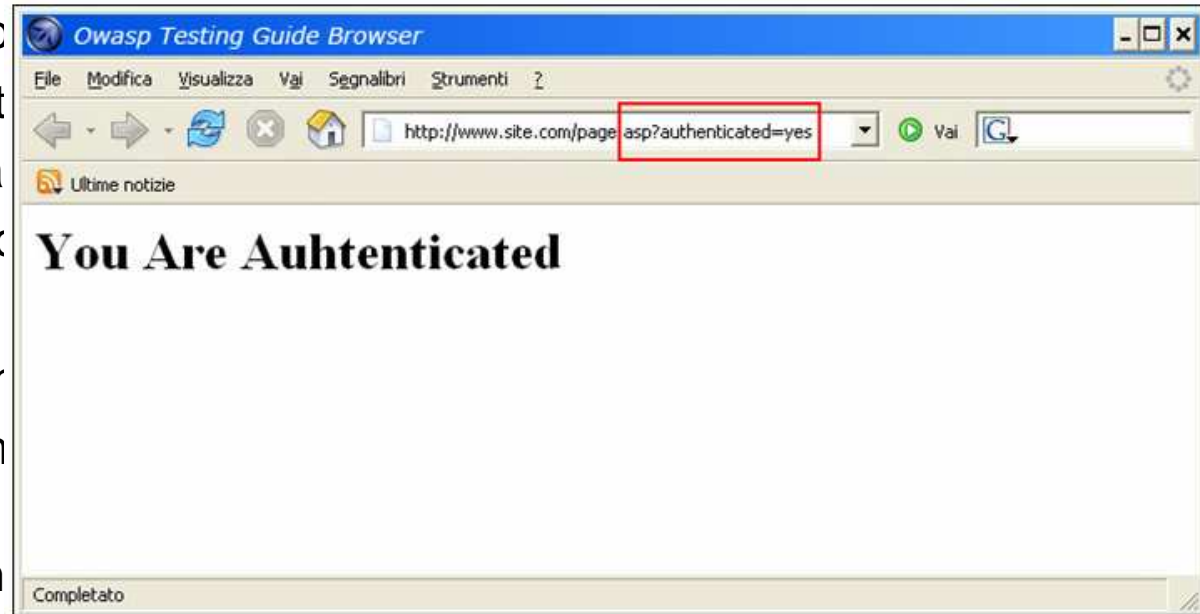 Owasp Testing Guide Browser
File Modifica Visualizza Vai Segnalibri Strumenti ?
http://www.site.com/page.asp?authenticated=yes Vai G
Ultime notizie
You Are Auhtenticated
Completato